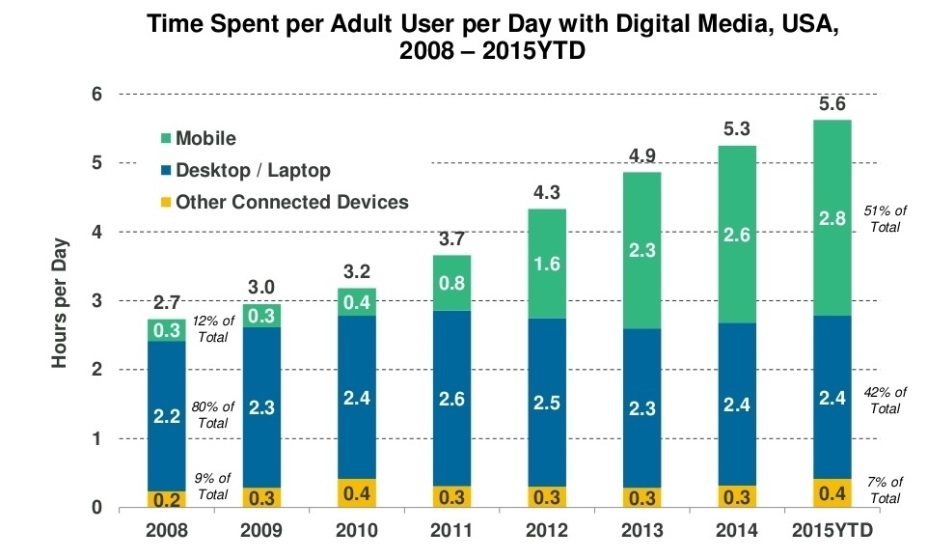 Time Spent per Adult User per Day with Digital Media, USA,
2008 – 2015YTD
Hours per Day
6
5
4
3
2
1
0
Mobile
Desktop / Laptop
Other Connected Devices
2.7
0.3
2.2
0.2
12% of
Total
80% of
Total
9% of
Total
3.0
0.3
2.3
0.3
3.2
0.4
2.4
0.4
3.7
0.8
2.6
0.3
4.3
1.6
2.5
0.3
4.9
2.3
2.3
0.3
5.3
2.6
2.4
0.3
5.6
2.8
2.4
0.4
51% of
Total
42% of
Total
7% of
Total
2008 2009 2010 2011 2012 2013 2014 2015YTD